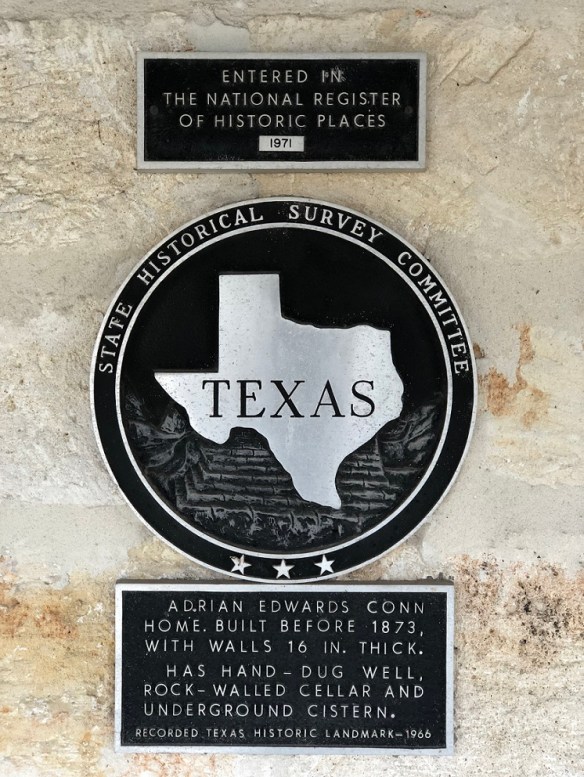 ENTERED IN
THE NATIONAL REGISTER
OF HISTORIC PLACES
1971
STATE HISTORICAL SURVEY COMMITTEE
TEXAS
ADRIAN EDWARDS CONN
HOME. BUILT BEFORE 1873,
WITH WALLS 16 IN. THICK.
HAS HAND-DUG WELL,
ROCK-WALLED CELLAR AND
UNDERGROUND CISTERN.
RECORDED TEXAS HISTORIC LANDMARK-1966